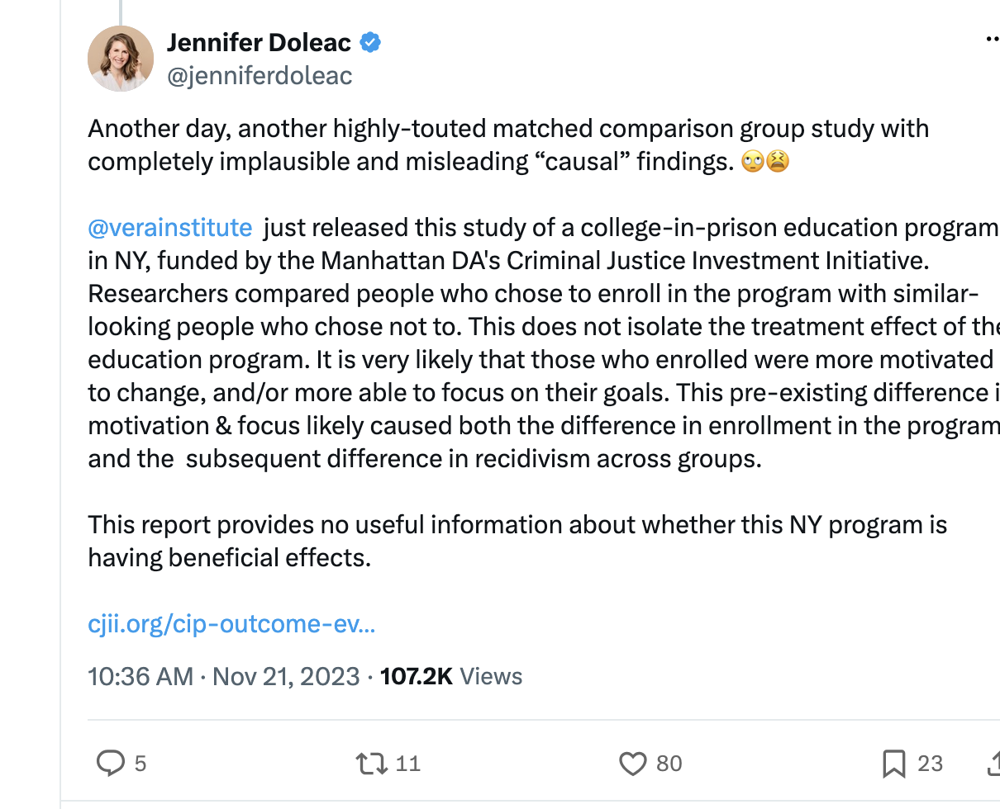 Jennifer Doleac
@jenniferdoleac
Another day, another highly-touted matched comparison group study with
completely implausible and misleading “causal” findings. 🙄😫
@verainstitute just released this study of a college-in-prison education program
in NY, funded by the Manhattan DA's Criminal Justice Investment Initiative.
Researchers compared people who chose to enroll in the program with similar-
looking people who chose not to. This does not isolate the treatment effect of the
education program. It is very likely that those who enrolled were more motivated
to change, and/or more able to focus on their goals. This pre-existing difference i
motivation & focus likely caused both the difference in enrollment in the program
and the  subsequent difference in recidivism across groups.
This report provides no useful information about whether this NY program is
having beneficial effects.
cjii.org/cip-outcome-ev...
10:36 AM · Nov 21, 2023 · 107.2K Views
5 11 80 23